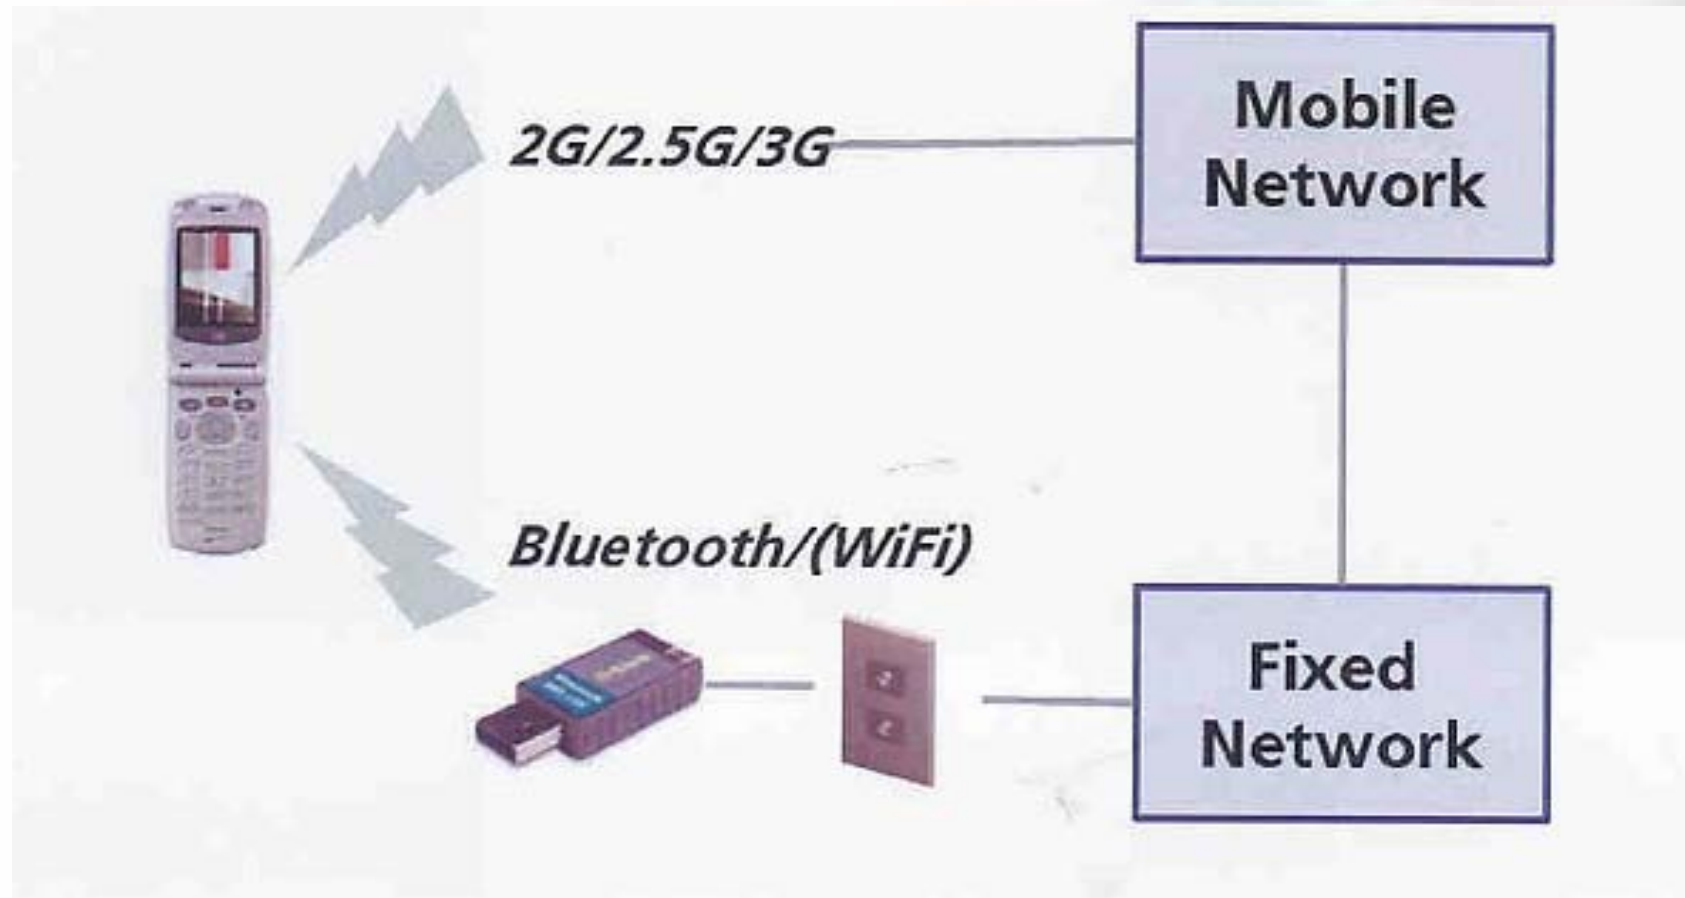 2G/2.5G/3G
Mobile
Network
Bluetooth/(WiFi)
Fixed
Network